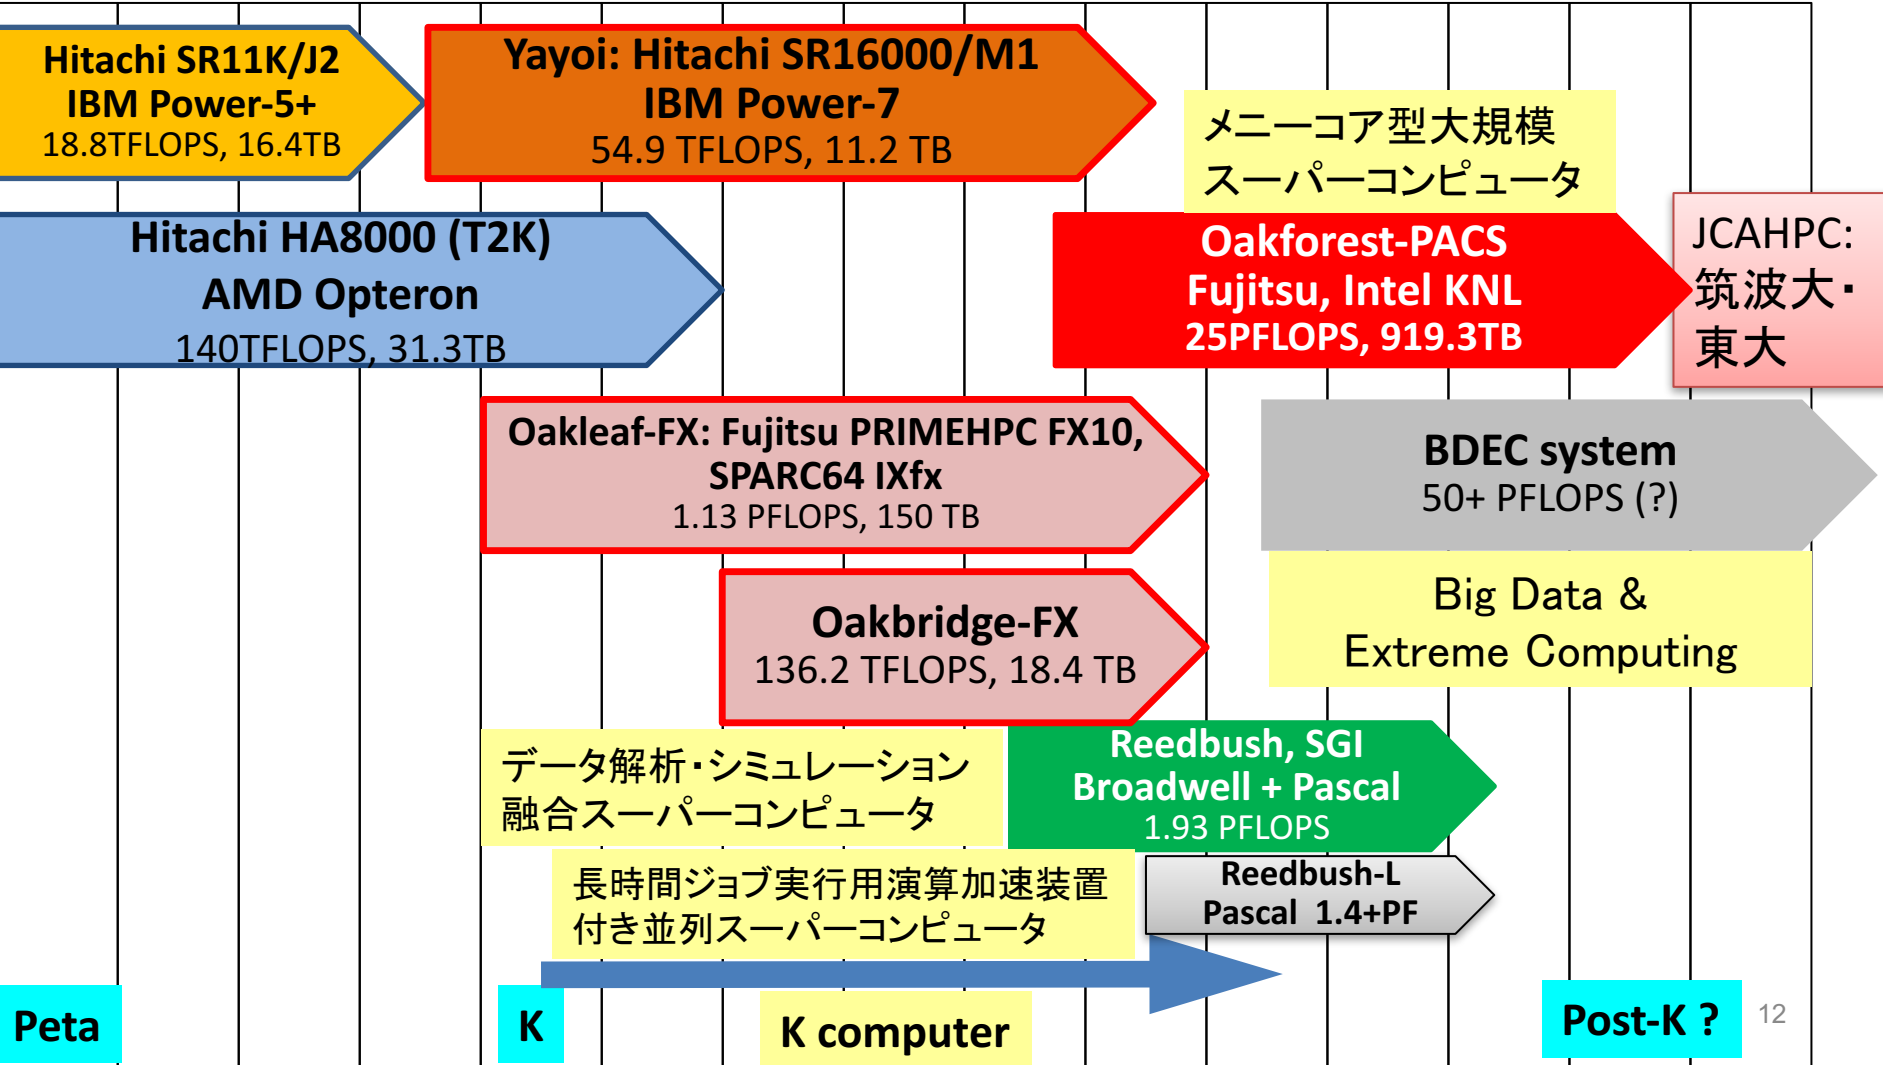 Hitachi SR11K/J2
IBM Power-5+
18.8TFLOPS, 16.4TB
Yayoi: Hitachi SR16000/M1
IBM Power-7
54.9 TFLOPS, 11.2 TB
メニーコア型大規模
スーパーコンピュータ
Hitachi HA8000 (T2K)
AMD Opteron
140TFLOPS, 31.3TB
Oakforest-PACS
Fujitsu, Intel KNL
25PFLOPS, 919.3TB
JCAHPC:
筑波大・
東大
Oakleaf-FX: Fujitsu PRIMEHPC FX10,
SPARC64 IXfx
1.13 PFLOPS, 150 TB
BDEC system
50+ PFLOPS (?)
Big Data &
Extreme Computing
Oakbridge-FX
136.2 TFLOPS, 18.4 TB
データ解析・シミュレーション
融合スーパーコンピュータ
Reedbush, SGI
Broadwell + Pascal
1.93 PFLOPS
長時間ジョブ実行用演算加速装置
付き並列スーパーコンピュータ
Reedbush-L
Pascal 1.4+PF
Peta
K
K computer
Post-K ?
12